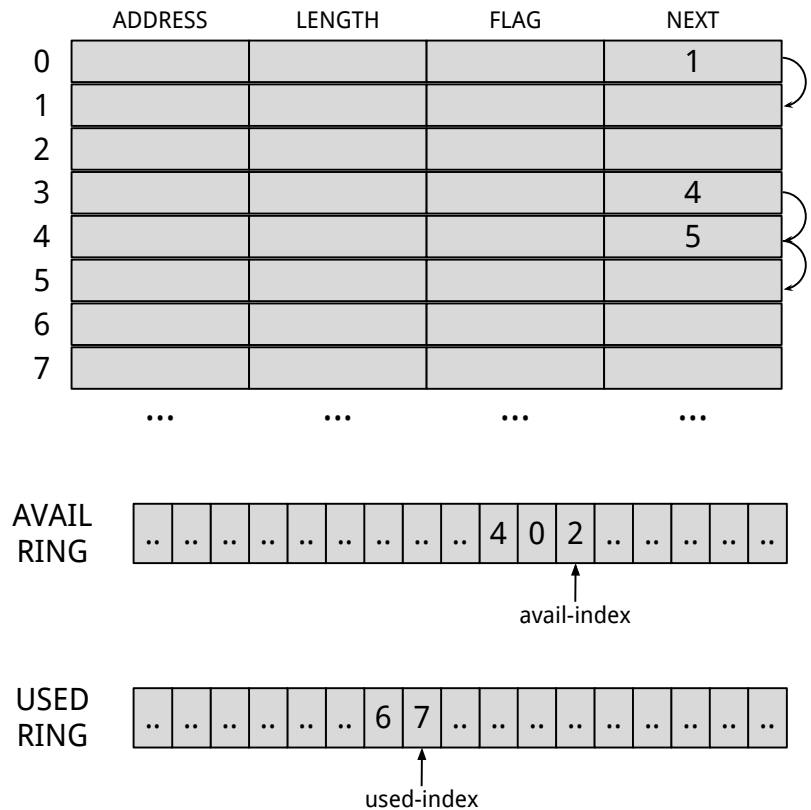 ADDRESS LENGTH FLAG NEXT
0 1
1
2
3 4
4 5
5
6
7
... ... ... ...
AVAIL
RING
.. .. .. .. .. .. .. .. .. 4 0 2 .. .. .. .. ..
avail-index
USED
RING
.. .. .. .. .. .. 6 7 .. .. .. .. .. .. .. .. ..
used-index